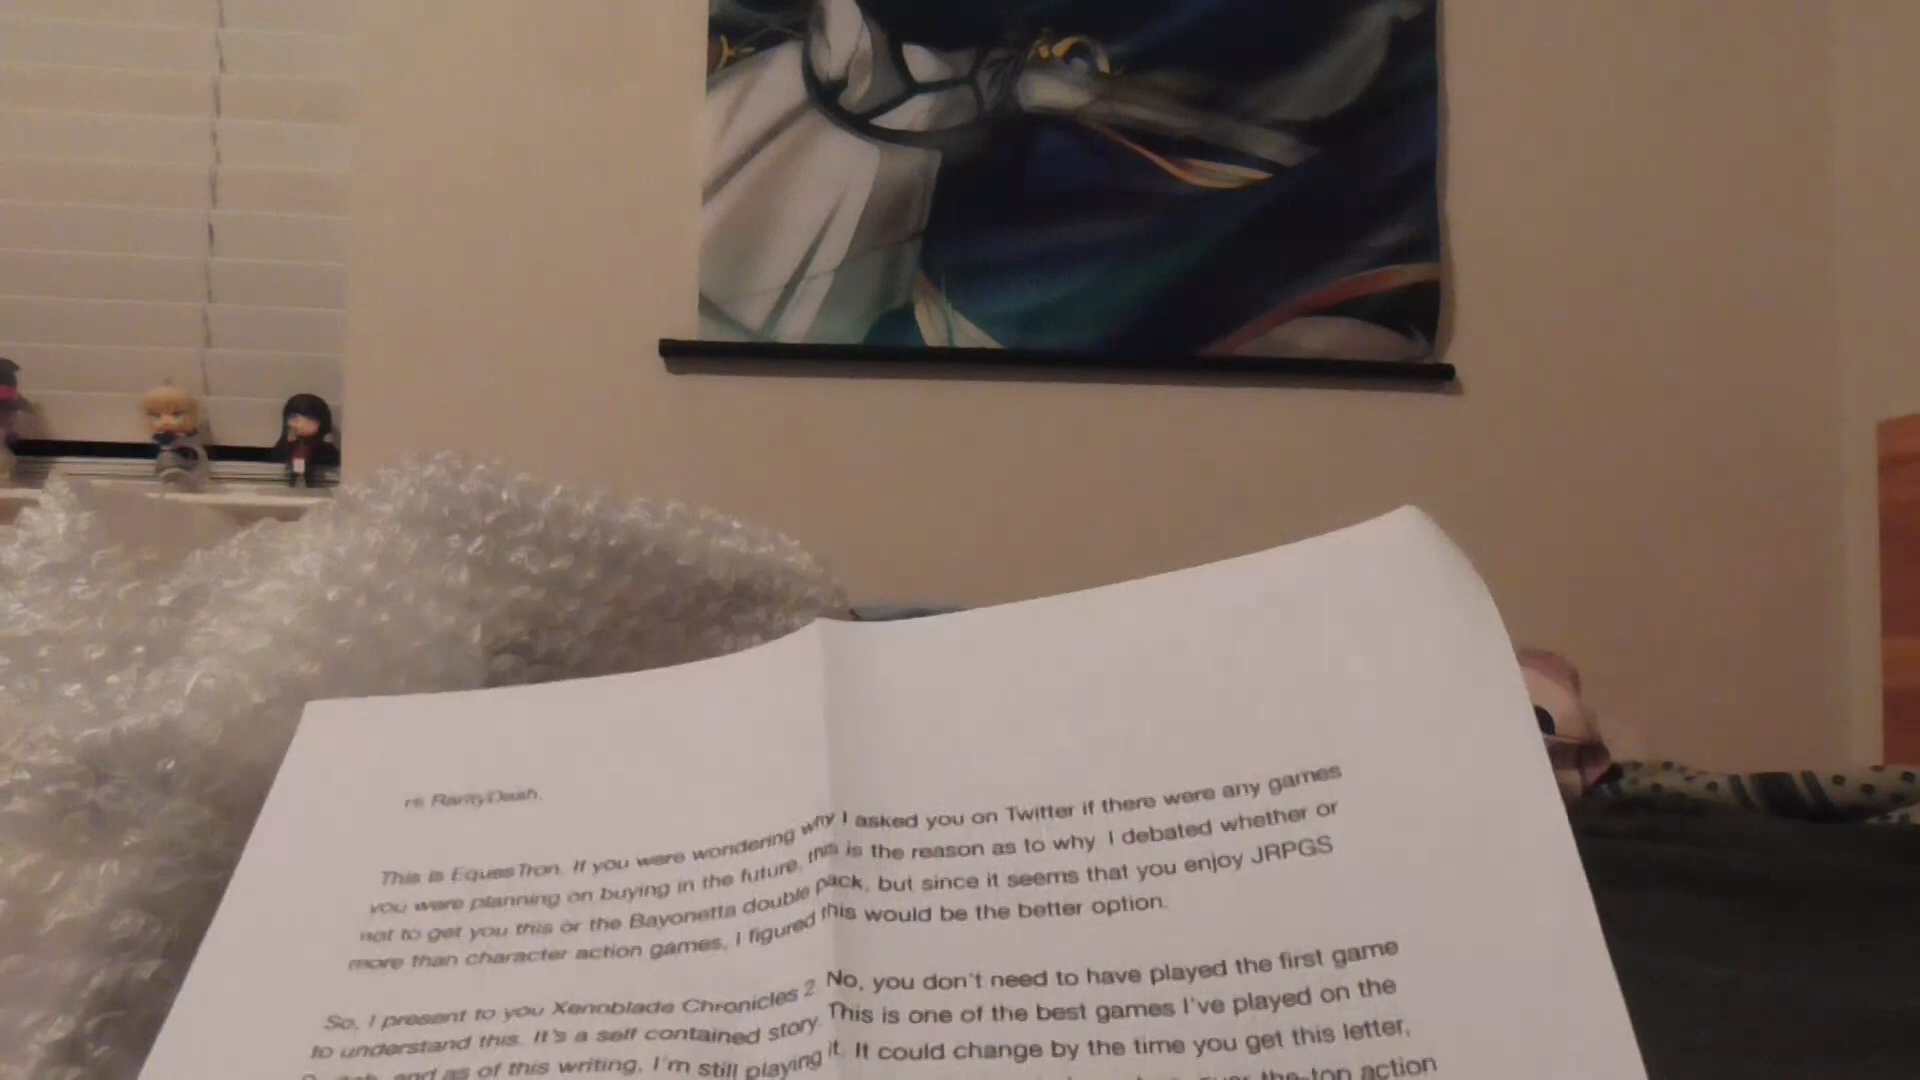 RarityDash,
This is EquesTron. If you were wondering why I asked you on Twitter if there were any games
you were planning on buying in the future, this is the reason as to why I debated whether or
not to get you this or the Bayonetta double pack, but since it seems that you enjoy JRPGS
more than character action games, I figured this would be the better option.
So, I present to you Xenoblade Chronicles 2. No, you don't need to have played the first game
to understand this. It's a self contained story. This is one of the best games I've played on the
and as of this writing, I'm still playing it. It could change by the time you get this letter,
the-top action